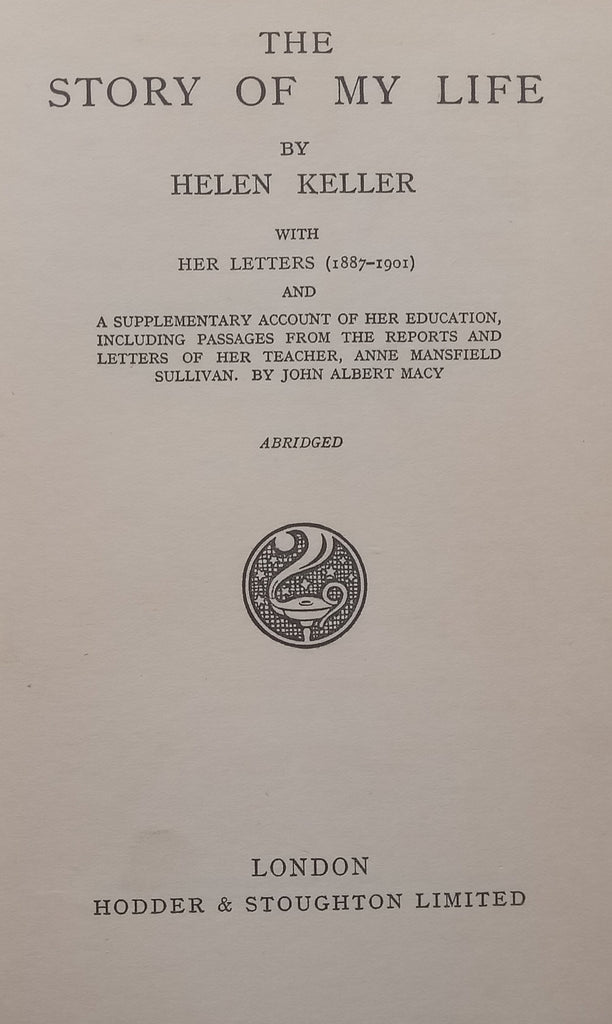 THE
STORY OF MY LIFE
BY
HELEN KELLER
WITH
HER LETTERS (1887–1901)
AND
A SUPPLEMENTARY ACCOUNT OF HER EDUCATION,
INCLUDING PASSAGES FROM THE REPORTS AND
LETTERS OF HER TEACHER, ANNE MANSFIELD
SULLIVAN. BY JOHN ALBERT MACY
ABRIDGED
LONDON
HODDER & STOUGHTON LIMITED